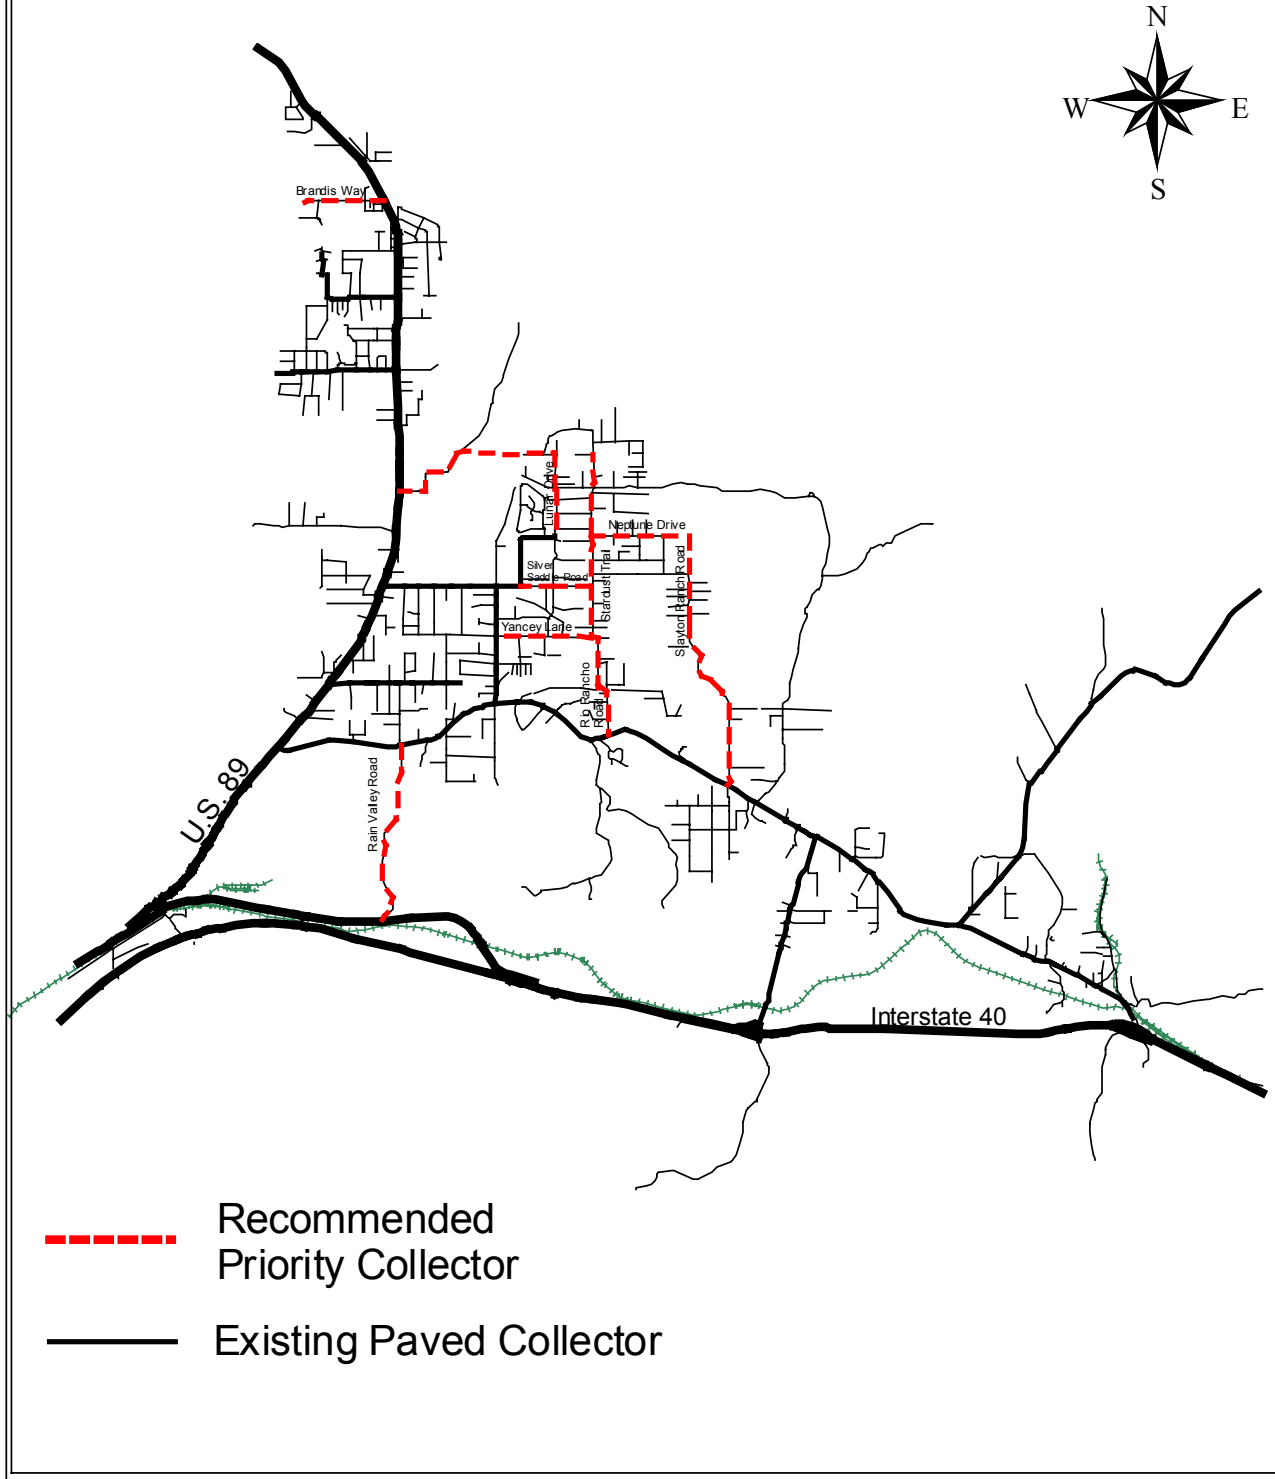 N
W
E
S
Brandis Way
Lunar Drive
Neptune Drive
Silver
Saddle Road
Stardust Trail
Slayton Ranch Road
Yancey Lane
Rio Rancho
Road
Rain Valley Road
U.S. 89
Interstate 40
Recommended
Priority Collector
Existing Paved Collector